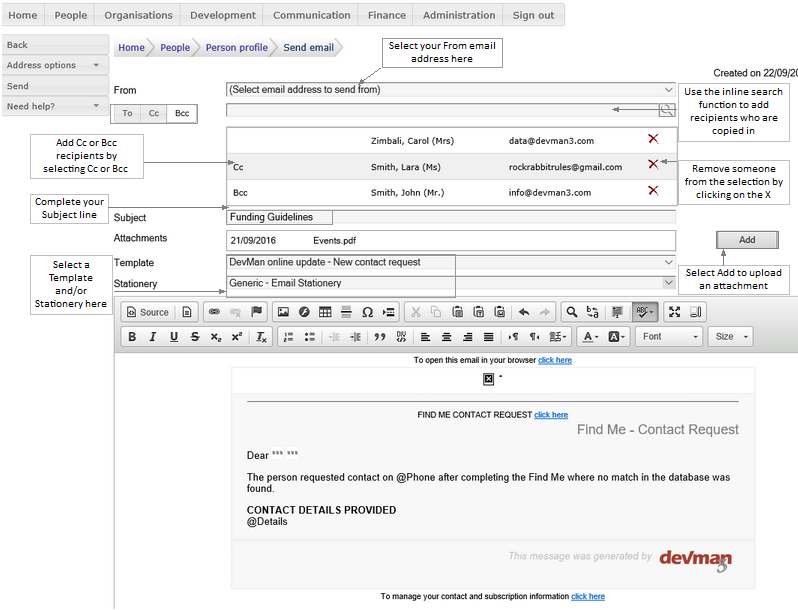 Home People Organisations Development Communication Finance Administration Sign out
Back
Address options
Send
Need help?
Home People Person profile Send email
Select your From email
address here
Created on 22/09/20
From (Select email address to send from)
To Cc Bcc
Use the inline search
function to add
recipients who are
copied in
Add Cc or Bcc
recipients by
selecting Cc or Bcc
Zimbali, Carol (Mrs) data@devman3.com X
Cc Smith, Lara (Ms) rockrabbitrules@gmail.com X
Bcc Smith, John (Mr.) info@devman3.com X
Remove someone
from the selection by
clicking on the X
Complete your
Subject line
Subject Funding Guidelines
Attachments 21/09/2016 Events.pdf Add
Select a
Template
and/or
Stationery here
Template DevMan online update - New contact request
Stationery Generic - Email Stationery
Select Add to upload
an attachment
Source
ABC
B I U S x₂ x² Tx
DIV
A A Font Size
To open this email in your browser click here
FIND ME CONTACT REQUEST click here
Find Me - Contact Request
Dear "" ""
The person requested contact on @Phone after completing the Find Me where no match in the database was
found.
CONTACT DETAILS PROVIDED
@Details
This message was generated by devman 3
To manage your contact and subscription information click here